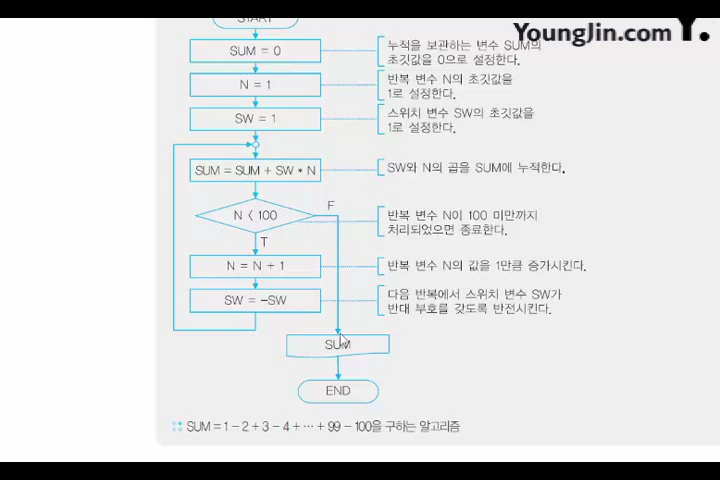 YoungJin.com Y.
START
SUM = 0
누적을 보관하는 변수 SUM의
초깃값을 0으로 설정한다.
N = 1
반복 변수 N의 초깃값을
1로 설정한다.
SW = 1
스위치 변수 SW의 초깃값을
1로 설정한다.
SUM = SUM + SW * N
SW와 N의 곱을 SUM에 누적한다.
N < 100
F
T
반복 변수 N이 100 미만까지
처리되었으면 종료한다.
N = N + 1
반복 변수 N의 값을 1만큼 증가시킨다.
SW = -SW
다음 반복에서 스위치 변수 SW가
반대 부호를 갖도록 반전시킨다.
SUM
END
SUM = 1 - 2 + 3 - 4 + ··· + 99 - 100을 구하는 알고리즘